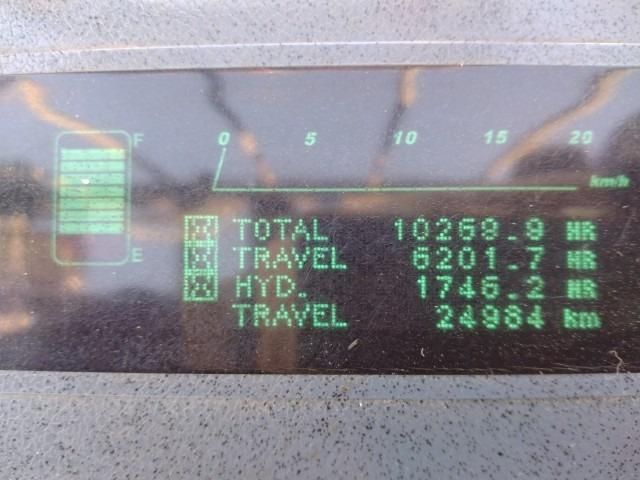 F
0 5 10 15 20
km/h
E
TOTAL 10269.9 HR
TRAVEL 6201.7 HR
HYD. 1746.2 HR
TRAVEL 24984 km